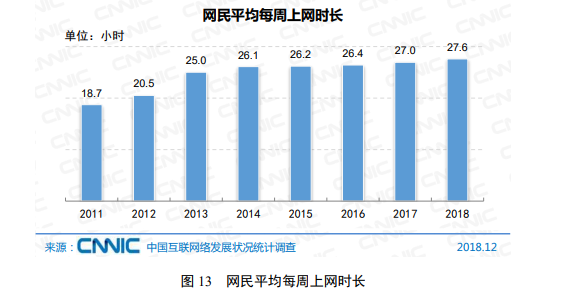 网民平均每周上网时长
单位：小时
18.7 20.5 25.0 26.1 26.2 26.4 27.0 27.6
2011 2012 2013 2014 2015 2016 2017 2018
来源：CNNIC 中国互联网络发展状况统计调查 2018.12
图 13 网民平均每周上网时长